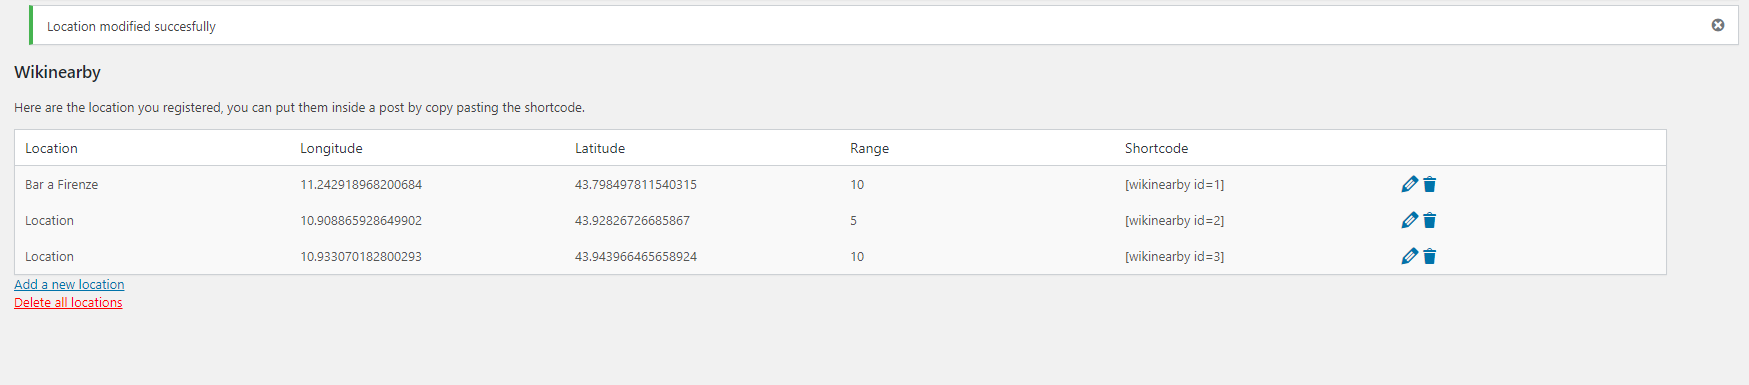 Location modified succesfully
Wikinearby
Here are the location you registered, you can put them inside a post by copy pasting the shortcode.
Location Longitude Latitude Range Shortcode
Bar a Firenze 11.242918968200684 43.798497811540315 10 [wikinearby id=1]
Location 10.908865928649902 43.92826726685867 5 [wikinearby id=2]
Location 10.933070182800293 43.943966465658924 10 [wikinearby id=3]
Add a new location
Delete all locations